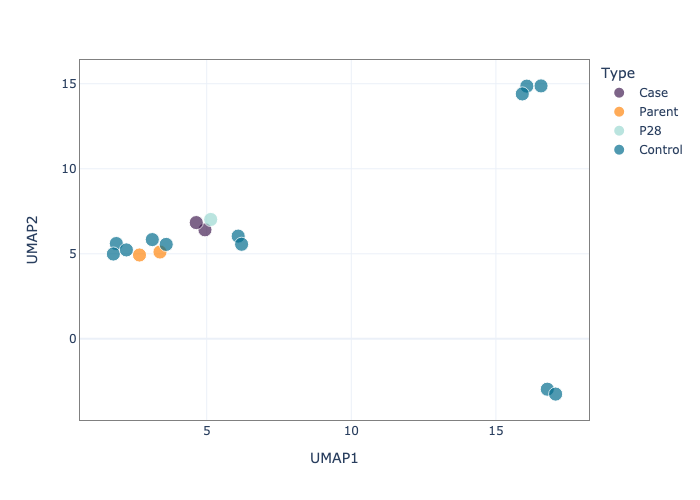 Type
Case
Parent
P28
Control
15
10
5
0
UMAP2
5
10
15
UMAP1